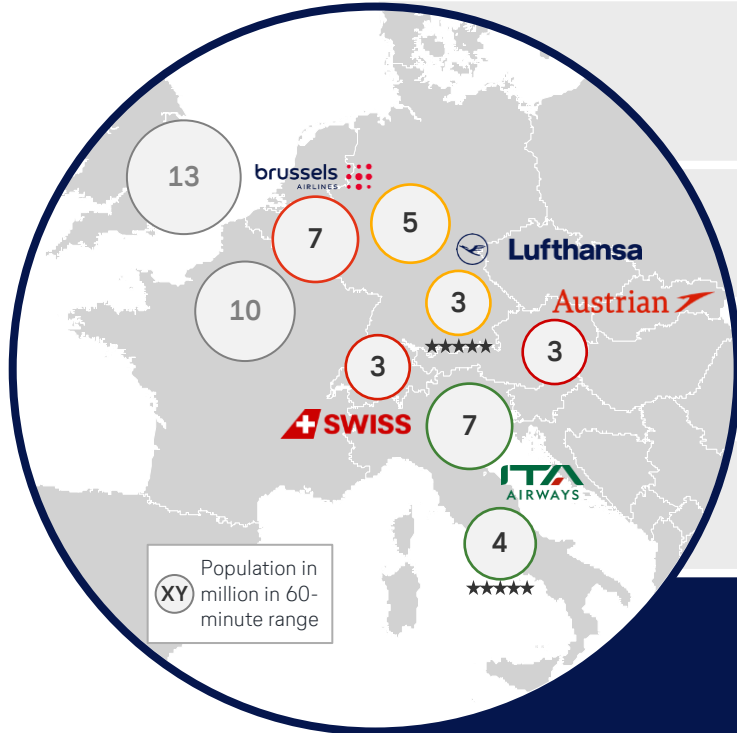 13
brussels
AIRLINES
7
5
Lufthansa
10
3
★★★★★
Austrian
3
3
SWISS
7
ITA
AIRWAYS
4
★★★★★
XY
Population in
million in 60-
minute range